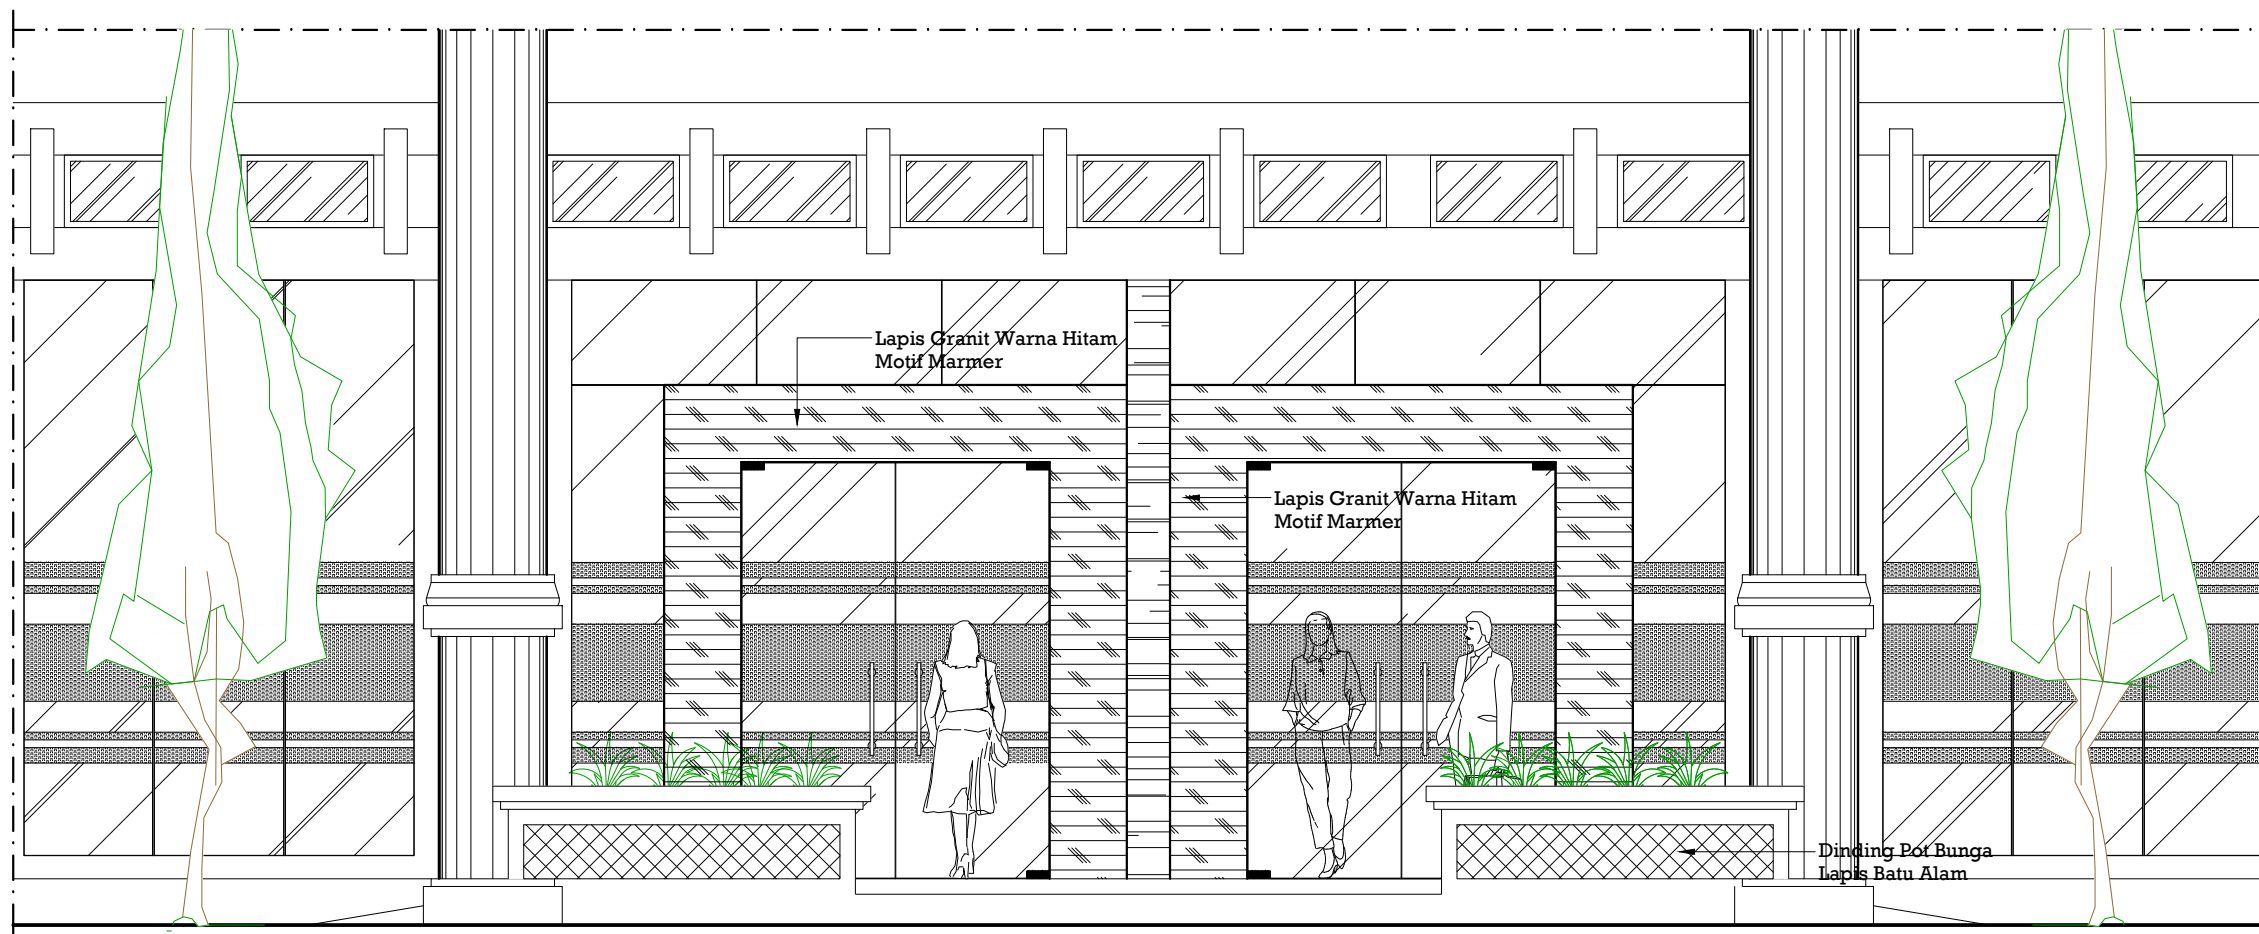 Lapis Granit Warna Hitam
Motif Marmer
Lapis Granit Warna Hitam
Motif Marmer
Dinding Pot Bunga
Lapis Batu Alam